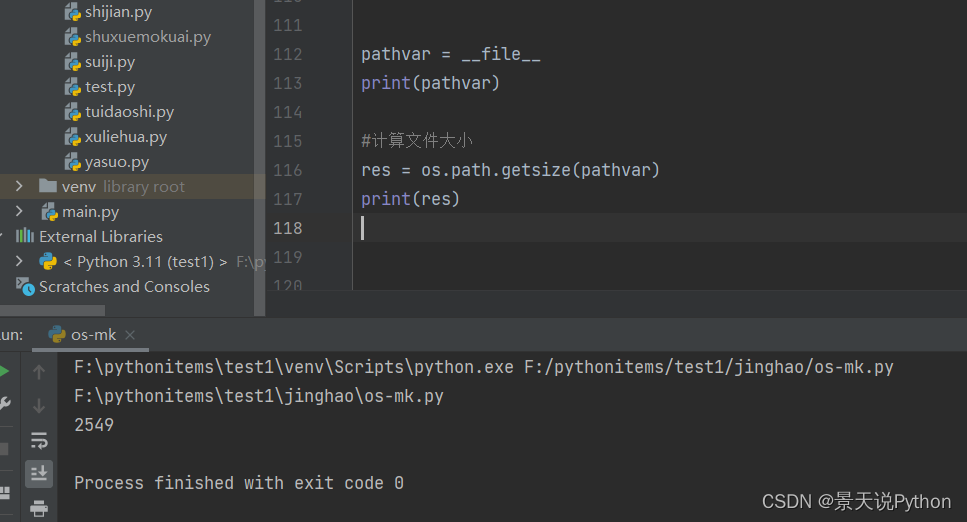 shijian.py
shuxuemokuai.py
suiji.py
test.py
tuidaoshi.py
xuliehua.py
yasuo.py
venv library root
main.py
External Libraries
< Python 3.11 (test1) > F:\py
Scratches and Consoles
111
112 pathvar = __file__
113 print(pathvar)
114
115 #计算文件大小
116 res = os.path.getsize(pathvar)
117 print(res)
118
119
120
un: os-mk
F:\pythonitems\test1\venv\Scripts\python.exe F:/pythonitems/test1/jinghao/os-mk.py
F:\pythonitems\test1\jinghao\os-mk.py
2549
Process finished with exit code 0
CSDN @景天说Python